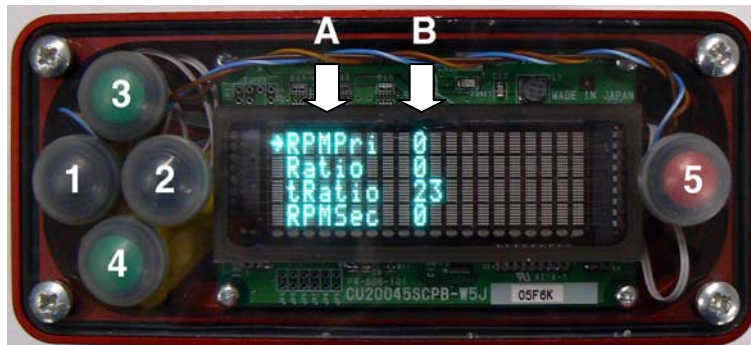 A B
MADE IN JAPAN
3
→RPMPri 0
Ratio 0
1 2 5
tRatio 23
RPMSec 0
4
CU20045SCPB-W5J 05F6K